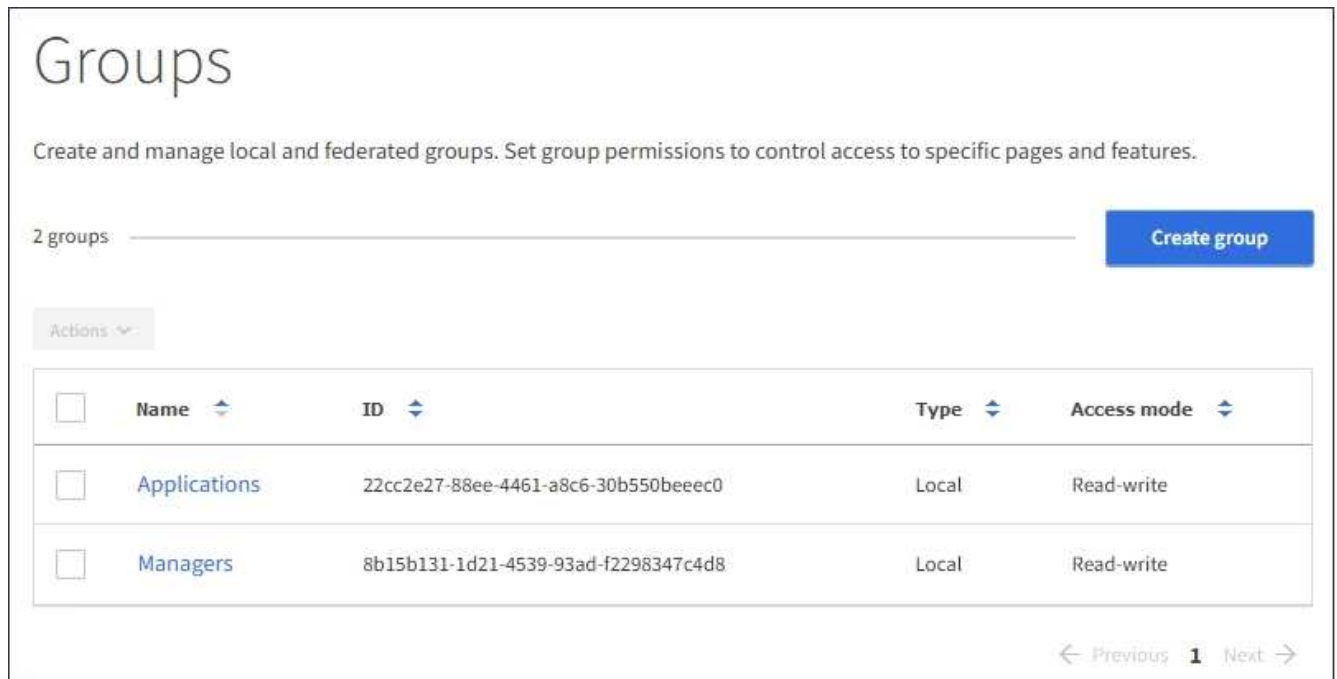 Groups
Create and manage local and federated groups. Set group permissions to control access to specific pages and features.
2 groups Create group
Actions
Name ID Type Access mode
Applications 22cc2e27-88ee-4461-a8c6-30b550beeec0 Local Read-write
Managers 8b15b131-1d21-4539-93ad-f2298347c4d8 Local Read-write
← Previous 1 Next →